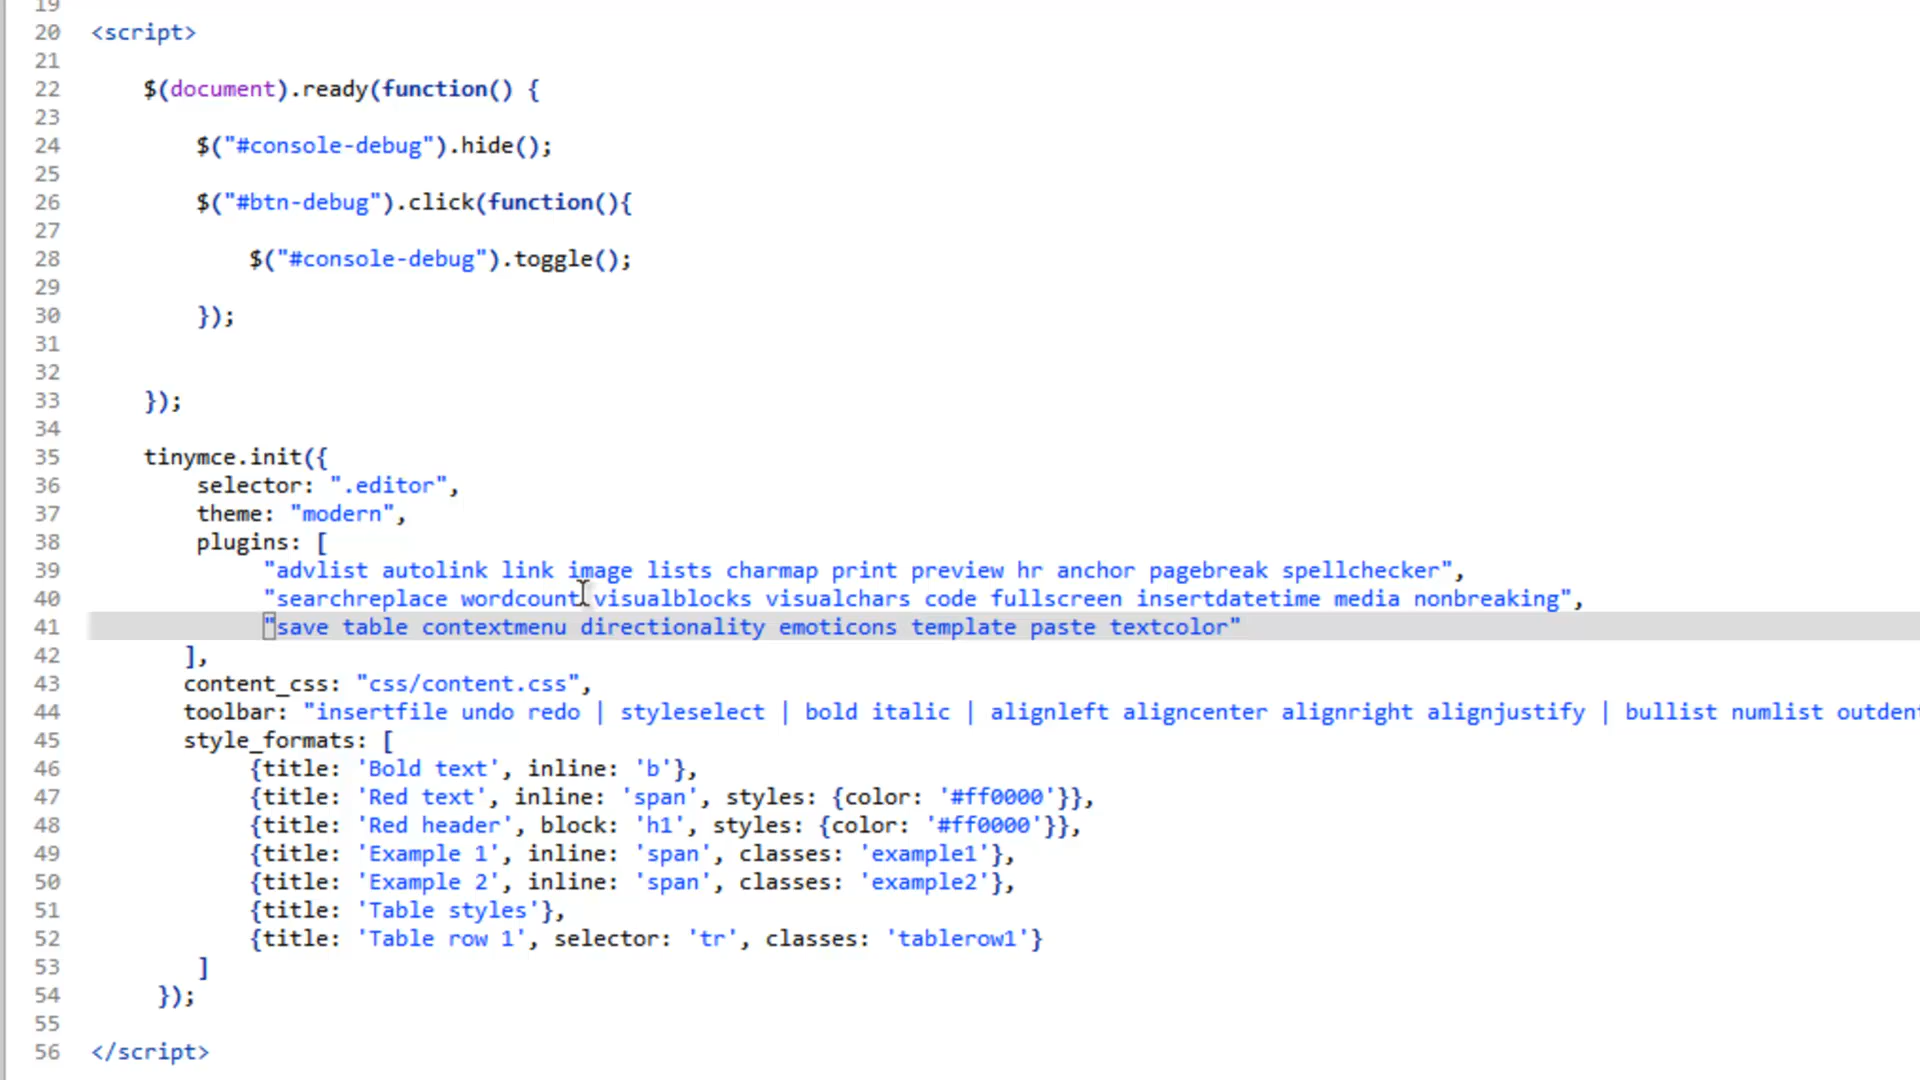 19
20 <script>
21
22 $(document).ready(function() {
23
24 $("#console-debug").hide();
25
26 $("#btn-debug").click(function(){
27
28 $("#console-debug").toggle();
29
30 });
31
32
33 });
34
35 tinymce.init({
36 selector: ".editor",
37 theme: "modern",
38 plugins: [
39 "advlist autolink link image lists charmap print preview hr anchor pagebreak spellchecker",
40 "searchreplace wordcount visualblocks visualchars code fullscreen insertdatetime media nonbreaking",
41 "save table contextmenu directionality emoticons template paste textcolor"
42 ],
43 content_css: "css/content.css",
44 toolbar: "insertfile undo redo | styleselect | bold italic | alignleft aligncenter alignright alignjustify | bullist numlist outdent
45 style_formats: [
46 {title: 'Bold text', inline: 'b'},
47 {title: 'Red text', inline: 'span', styles: {color: '#ff0000'}},
48 {title: 'Red header', block: 'h1', styles: {color: '#ff0000'}},
49 {title: 'Example 1', inline: 'span', classes: 'example1'},
50 {title: 'Example 2', inline: 'span', classes: 'example2'},
51 {title: 'Table styles'},
52 {title: 'Table row 1', selector: 'tr', classes: 'tablerow1'}
53 ]
54 });
55
56 </script>